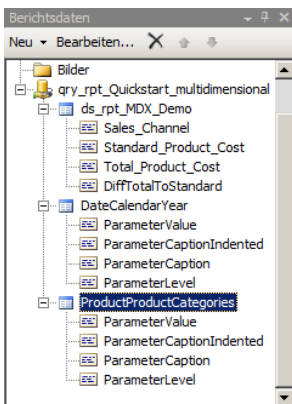 Berichtsdaten
Neu Bearbeiten...
Bilder
qry_rpt_Quickstart_multidimensional
ds_rpt_MDX_Demo
Sales_Channel
Standard_Product_Cost
Total_Product_Cost
DiffTotalToStandard
DateCalendarYear
ParameterValue
ParameterCaptionIndented
ParameterCaption
ParameterLevel
ProductProductCategories
ParameterValue
ParameterCaptionIndented
ParameterCaption
ParameterLevel